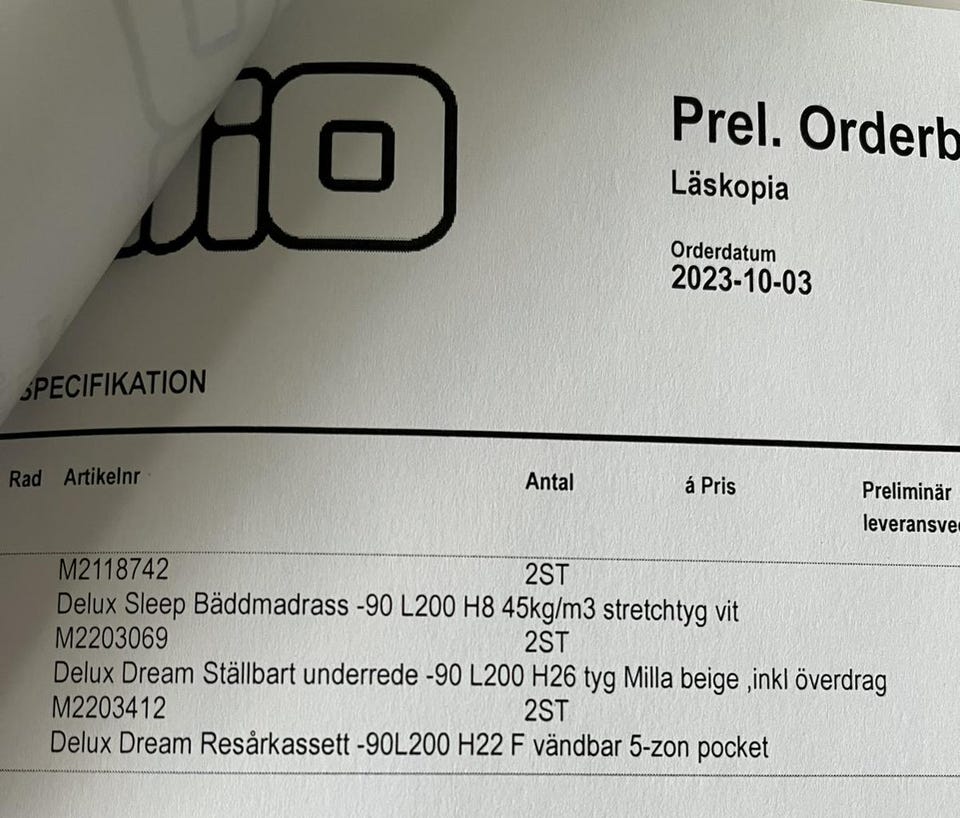 Prel. Orderb
Läskopia
Orderdatum
2023-10-03
SPECIFIKATION
Rad Artikelnr Antal á Pris Preliminär
leveransve
M2118742 2ST
Delux Sleep Bäddmadrass -90 L200 H8 45kg/m3 stretchtyg vit
M2203069 2ST
Delux Dream Ställbart underrede -90 L200 H26 tyg Milla beige ,inkl överdrag
M2203412 2ST
Delux Dream Resårkassett -90L200 H22 F vändbar 5-zon pocket